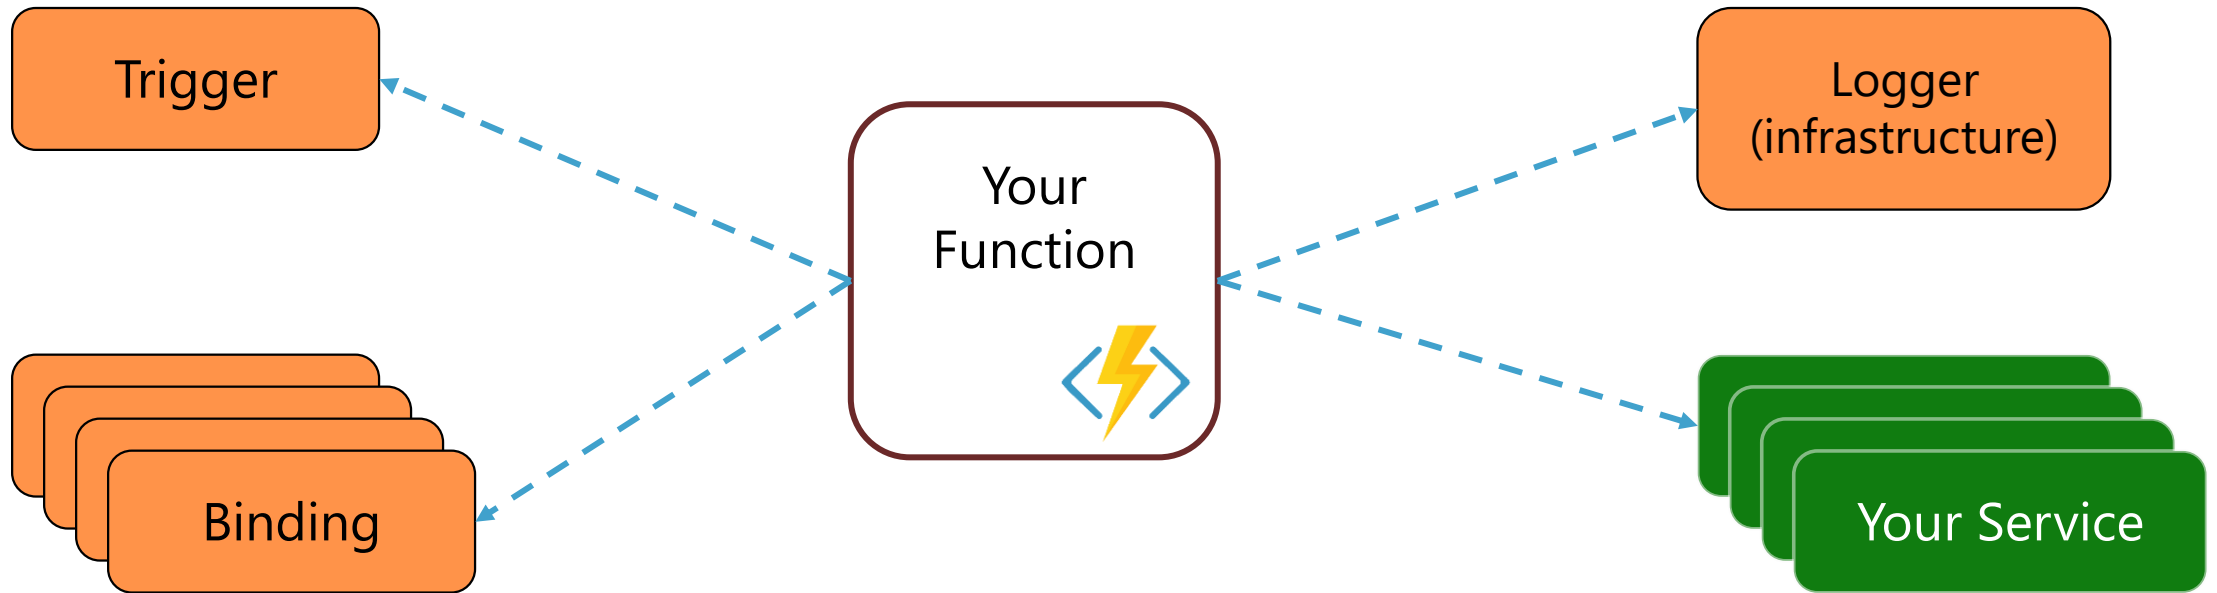 Trigger
Your
Function
Logger
(infrastructure)
Binding
Your Service